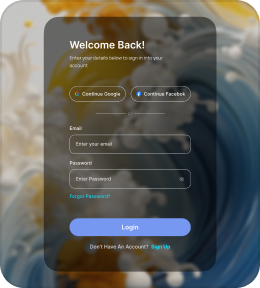 Welcome Back!
Enter your details below to sign in into your
account
Continue Google
Continue Facebok
Email
Enter your email
Password
Enter Password
Forgot Password?
Login
Don't Have An Account? Sign Up